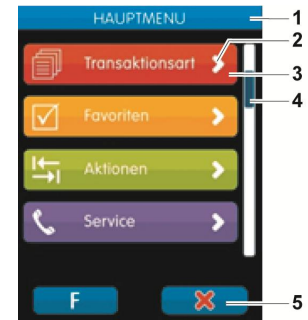 HAUPTMENU
1
2
Transaktionsart
3
4
Favoriten
Aktionen
Service
F
5